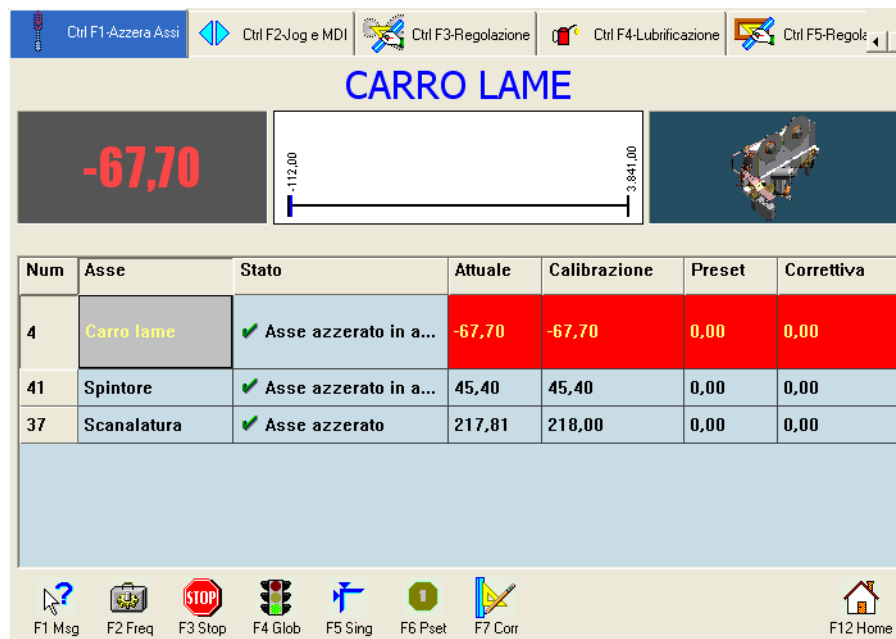 Ctrl F1-Azzera Assi Ctrl F2-Jog e MDI Ctrl F3-Regolazione Ctrl F4-Lubrificazione Ctrl F5-Regola
CARRO LAME
-67,70 -112,00 3.841,00
Num Asse Stato Attuale Calibrazione Preset Correttiva
4 Carro lame Asse azzerato in a... -67,70 -67,70 0,00 0,00
41 Spintore Asse azzerato in a... 45,40 45,40 0,00 0,00
37 Scanalatura Asse azzerato 217,81 218,00 0,00 0,00
STOP 1
F1 Msg F2 Freq F3 Stop F4 Glob F5 Sing F6 Pset F7 Corr F12 Home